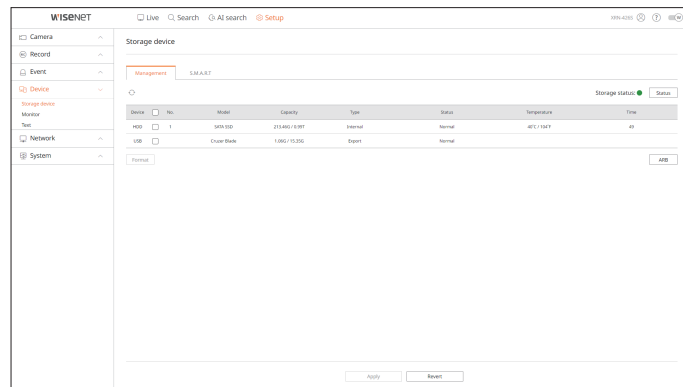 WISENET Live Search AI search Setup XRN-426S
Camera
Record
Event
Device
Storage device
Monitor
Text
Network
System
Storage device
Management S.M.A.R.T
Storage status: Status
Device No. Model Capacity Type Status Temperature Time
HDD 1 SATA SSD 213.46G / 0.99T Internal Normal 40°C / 104°F 49
USB Cruzer Blade 1.06G / 15.35G Export Normal
Format ARB
Apply Revert